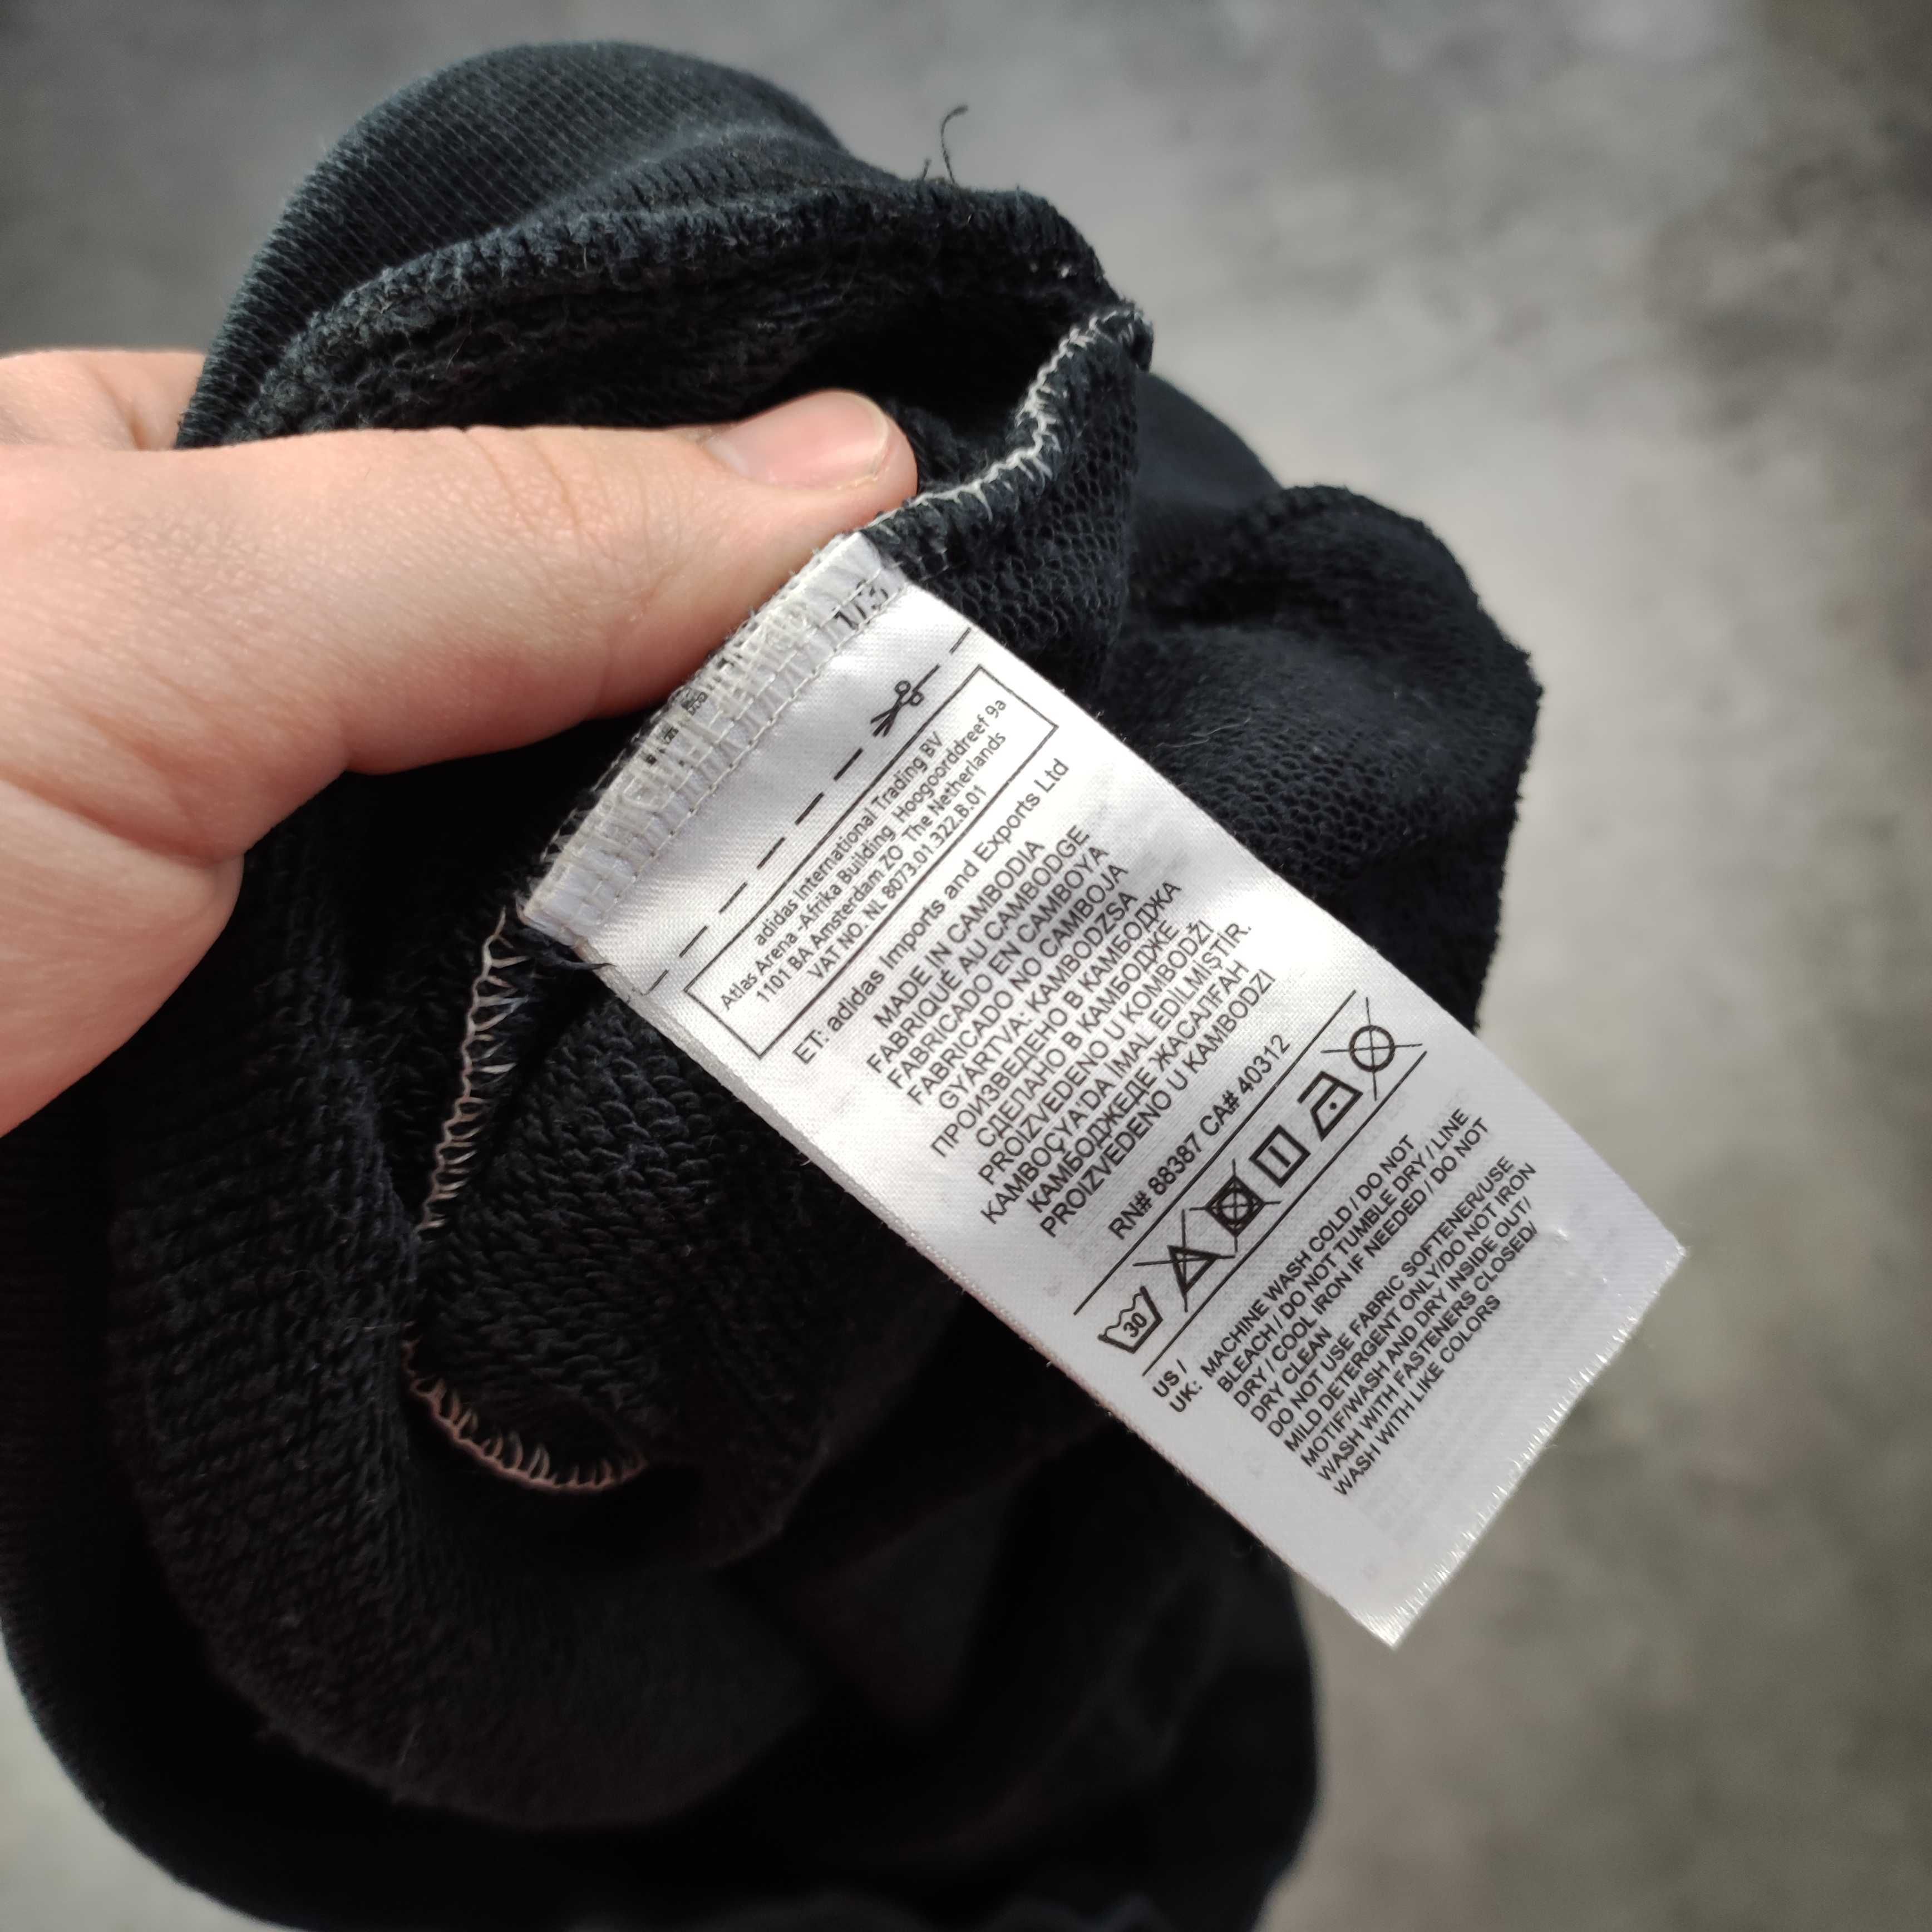 1/3
adidas International Trading BV
Atlas Arena -Afrika Building Hoogoorddreef 9a
1101 BA Amsterdam ZO The Netherlands
VAT NO. NL 8073.01.322.B.01
ET: adidas Imports and Exports Ltd
MADE IN CAMBODIA
FABRIQUÉ AU CAMBODGE
FABRICADO EN CAMBOYA
FABRICADO NO CAMBOJA
GYÁRTVA: KAMBODZSA
ПРОИЗВЕДЕНО В КАМБОДЖА
СДЕЛАНО В КАМБОДЖЕ
PROIZVEDENO U KOMBODŽI
KAMBOÇYA'DA İMAL EDİLMİŞTİR.
КАМБОДЖЕДЕ ЖАСАЛҒАН
PROIZVEDENO U KAMBODZI
RN# 88387 CA# 40312
30
US / UK: MACHINE WASH COLD / DO NOT
BLEACH / DO NOT TUMBLE DRY / LINE
DRY / COOL IRON IF NEEDED / DO NOT
DRY CLEAN
DO NOT USE FABRIC SOFTENER/USE
MILD DETERGENT ONLY/DO NOT IRON
MOTIF/WASH AND DRY INSIDE OUT/
WASH WITH FASTENERS CLOSED/
WASH WITH LIKE COLORS